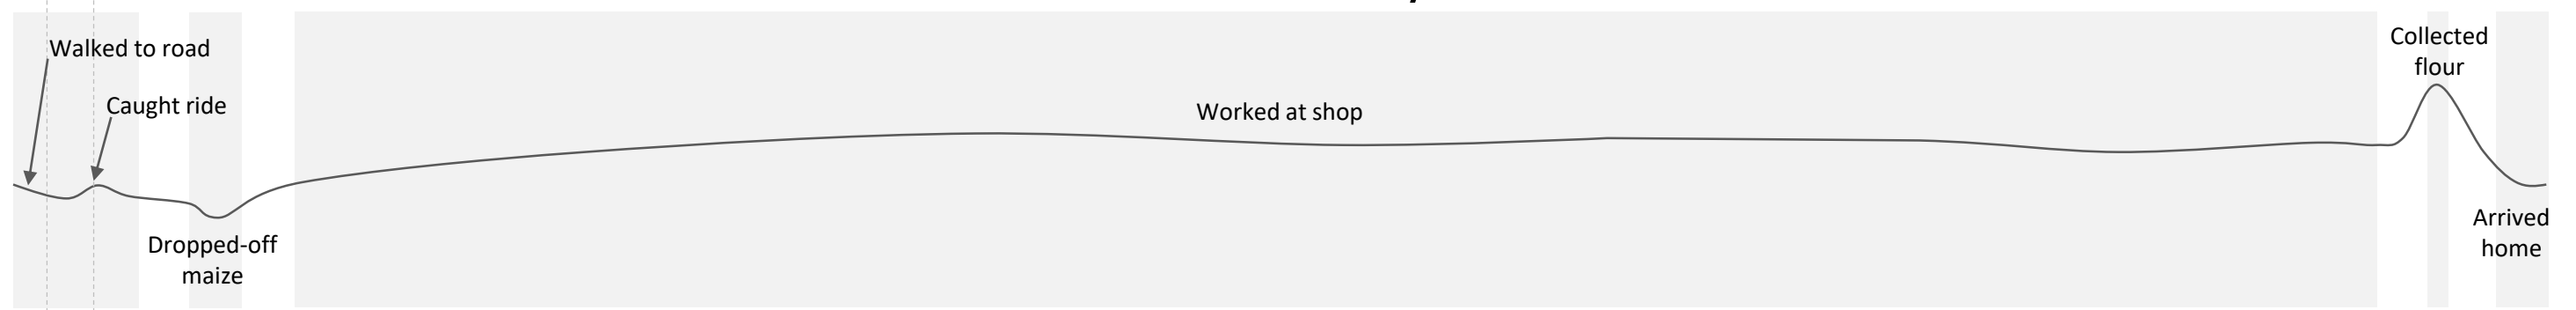 Walked to road
Caught ride
Dropped-off
maize
Worked at shop
Collected
flour
Arrived
home